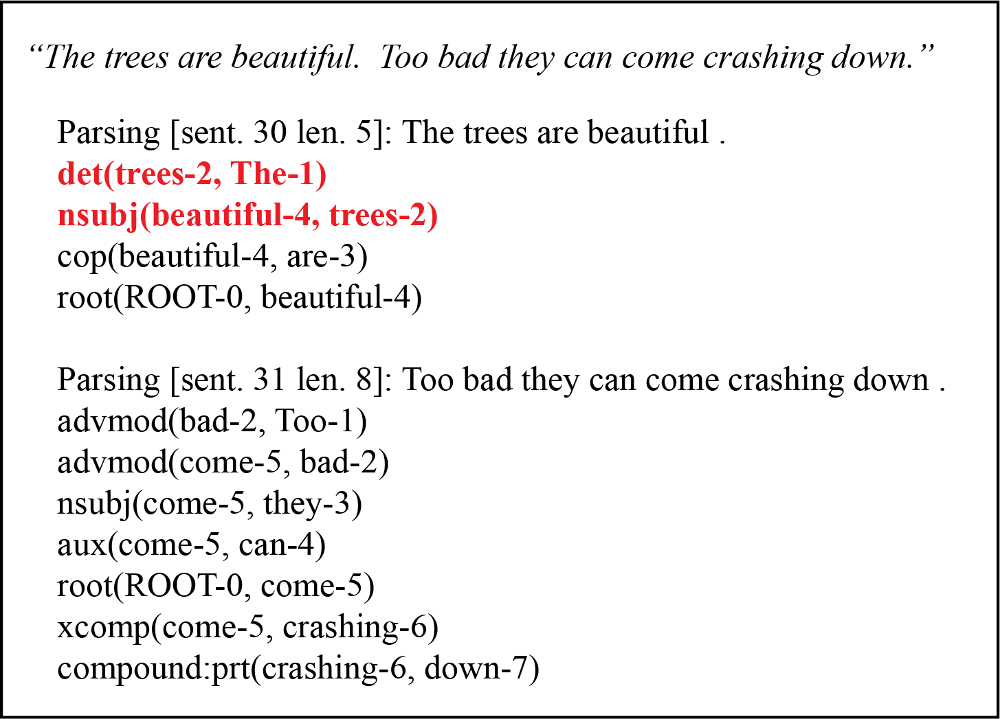 “The trees are beautiful.  Too bad they can come crashing down.”
Parsing [sent. 30 len. 5]: The trees are beautiful .
det(trees-2, The-1)
nsubj(beautiful-4, trees-2)
cop(beautiful-4, are-3)
root(ROOT-0, beautiful-4)
Parsing [sent. 31 len. 8]: Too bad they can come crashing down .
advmod(bad-2, Too-1)
advmod(come-5, bad-2)
nsubj(come-5, they-3)
aux(come-5, can-4)
root(ROOT-0, come-5)
xcomp(come-5, crashing-6)
compound:prt(crashing-6, down-7)